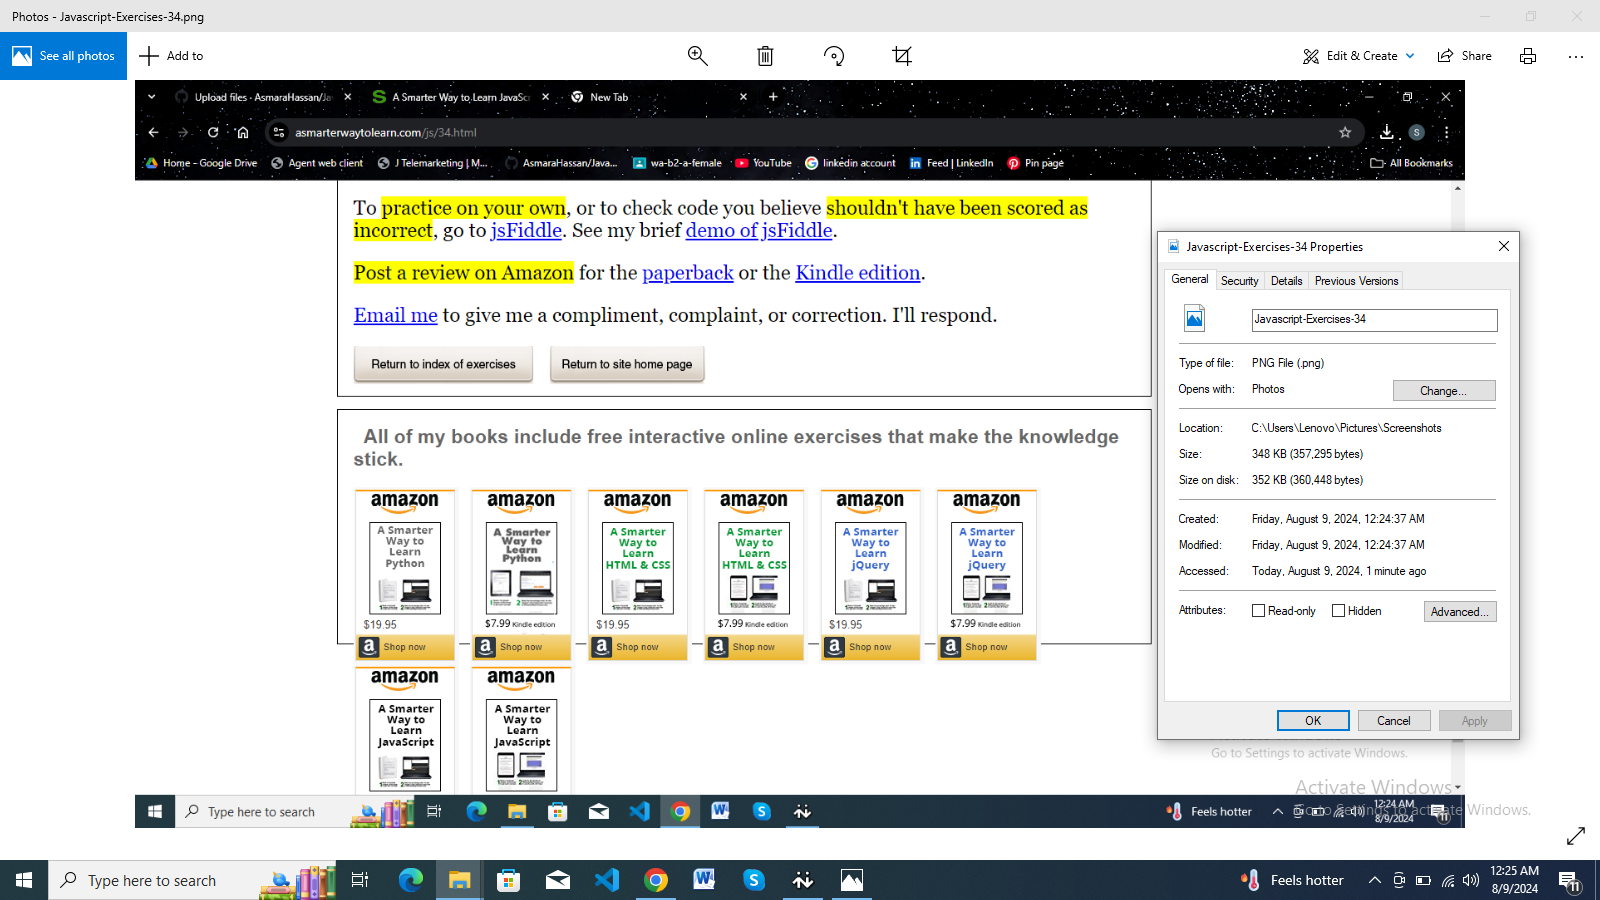 Photos - Javascript-Exercises-34.png
See all photos
Add to
Edit & Create
Share
Upload files · AsmaraHassan/Jav
A Smarter Way to Learn JavaScr
New Tab
asmarterwaytolearn.com/js/34.html
Home - Google Drive
Agent web client
J Telemarketing | M...
AsmaraHassan/Java...
wa-b2-a-female
YouTube
linkedin account
Feed | LinkedIn
Pin page
All Bookmarks
To practice on your own, or to check code you believe shouldn't have been scored as
incorrect, go to jsFiddle. See my brief demo of jsFiddle.
Post a review on Amazon for the paperback or the Kindle edition.
Email me to give me a compliment, complaint, or correction. I'll respond.
Return to index of exercises
Return to site home page
All of my books include free interactive online exercises that make the knowledge
stick.
amazon
A Smarter
Way to
Learn
Python
$19.95
Shop now
amazon
A Smarter
Way to
Learn
Python
$7.99 Kindle edition
Shop now
amazon
A Smarter
Way to
Learn
HTML & CSS
$19.95
Shop now
amazon
A Smarter
Way to
Learn
HTML & CSS
$7.99 Kindle edition
Shop now
amazon
A Smarter
Way to
Learn
jQuery
$19.95
Shop now
amazon
A Smarter
Way to
Learn
jQuery
$7.99 Kindle edition
Shop now
amazon
A Smarter
Way to
Learn
JavaScript
amazon
A Smarter
Way to
Learn
JavaScript
Javascript-Exercises-34 Properties
General
Security
Details
Previous Versions
Javascript-Exercises-34
Type of file: PNG File (.png)
Opens with: Photos
Change...
Location: C:\Users\Lenovo\Pictures\Screenshots
Size: 348 KB (357,295 bytes)
Size on disk: 352 KB (360,448 bytes)
Created: Friday, August 9, 2024, 12:24:37 AM
Modified: Friday, August 9, 2024, 12:24:37 AM
Accessed: Today, August 9, 2024, 1 minute ago
Attributes: Read-only Hidden
Advanced...
OK
Cancel
Apply
Go to Settings to activate Windows.
Activate Windows
Go to Settings to activate Windows.
Type here to search
Feels hotter
12:24 AM
8/9/2024
11
Type here to search
Feels hotter
12:25 AM
8/9/2024
11